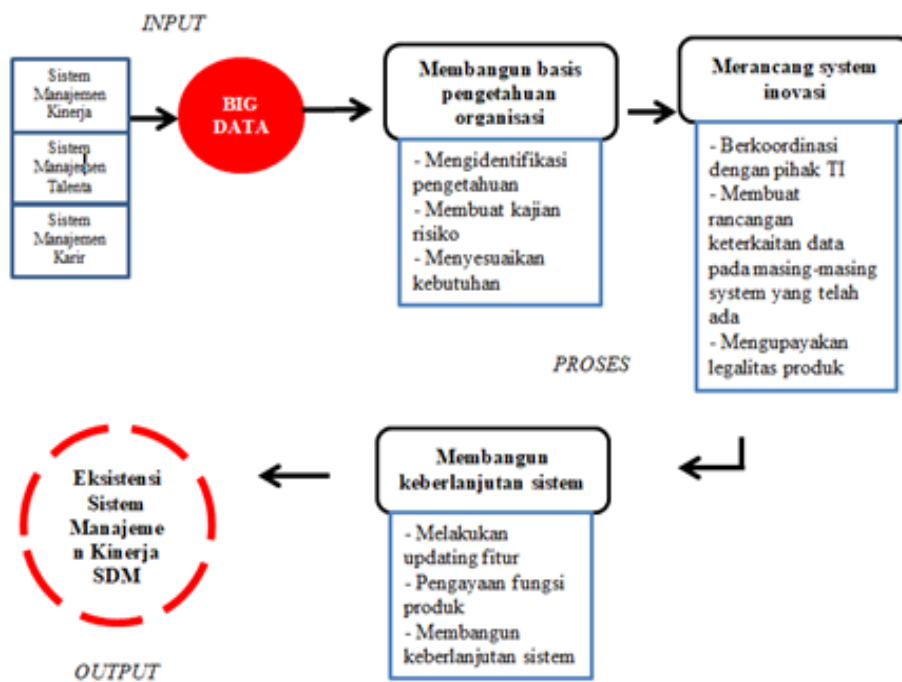 INPUT
Sistem
Manajemen
Kinerja
Sistem
Manajemen
Talenta
Sistem
Manajemen
Karir
BIG
DATA
Membangun basis
pengetahuan
organisasi
- Mengidentifikasi
pengetahuan
- Membuat kajian
risiko
- Menyesuaikan
kebutuhan
Merancang system
inovasi
- Berkoordinasi
dengan pihak TI
- Membuat
rancangan
keterkaitan data
pada masing-masing
system yang telah
ada
- Mengupayakan
legalitas produk
PROSES
Membangun
keberlanjutan sistem
- Melakukan
updating fitur
- Pengayaan fungsi
produk
- Membangun
keberlanjutan sistem
Eksistensi
Sistem
Manajeme
n Kinerja
SDM
OUTPUT